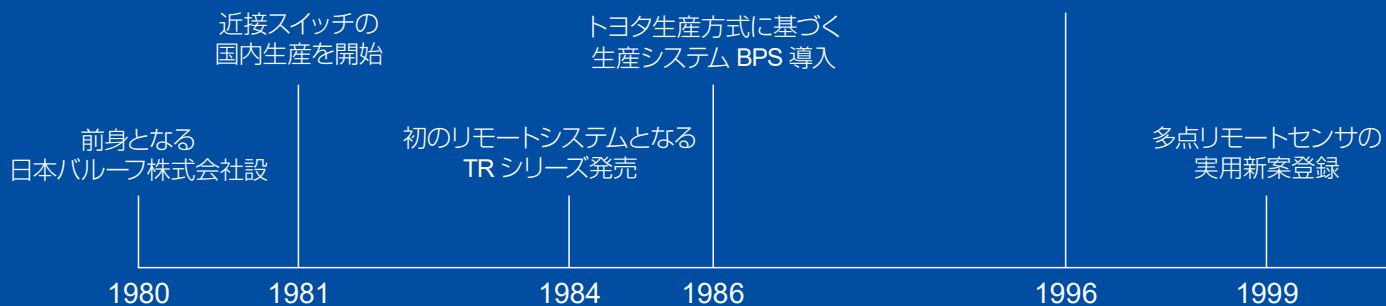 近接スイッチの
国内生産を開始
トヨタ生産方式に基づく
生産システム BPS 導入
前身となる
日本バルーフ株式会社設
初のリモートシステムとなる
TR シリーズ発売
多点リモートセンサの
実用新案登録
1980
1981
1984
1986
1996
1999